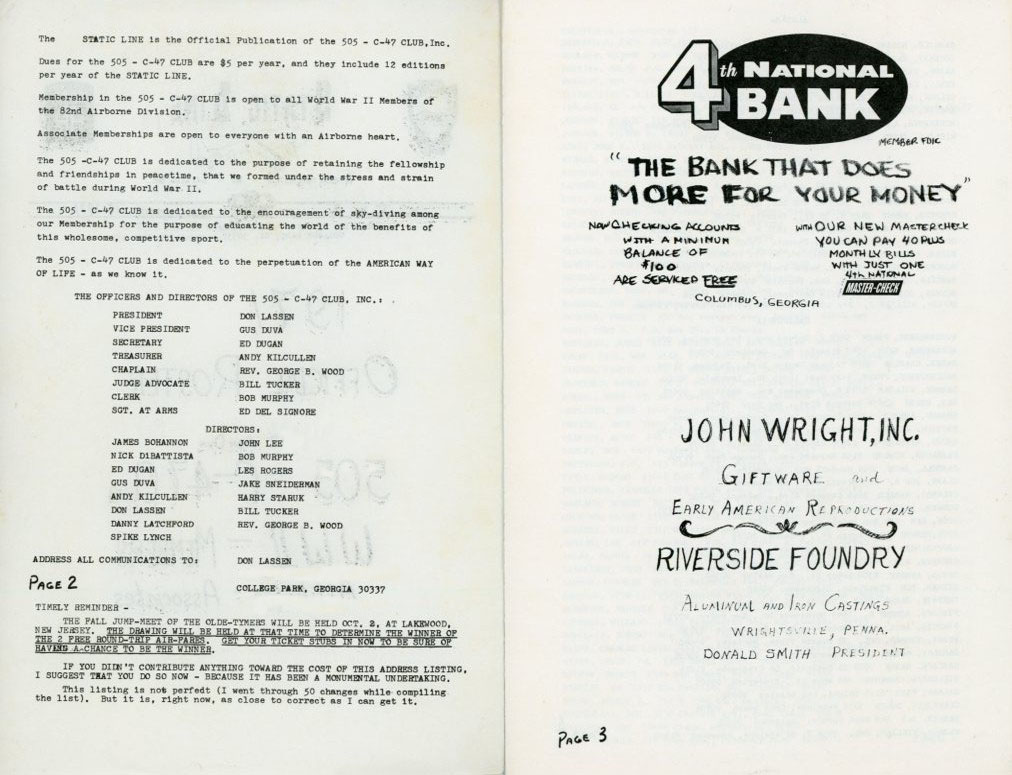 The STATIC LINE is the Official Publication of the 505 - C-47 CLUB,Inc.
Dues for the 505 - C-47 CLUB are $5 per year, and they include 12 editions
per year of the STATIC LINE.
Membership in the 505 - C-47 CLUB is open to all World War II Members of
the 82nd Airborne Division.
Associate Memberships are open to everyone with an Airborne heart.
The 505 -C-47 CLUB is dedicated to the purpose of retaining the fellowship
and friendships in peacetime, that we formed under the stress and strain
of battle during World War II.
The 505 - C-47 CLUB is dedicated to the encouragement of sky-diving among
our Membership for the purpose of educating the world of the benefits of
this wholesome, competitive sport.
The 505 - C-47 CLUB is dedicated to the perpetuation of the AMERICAN WAY
OF LIFE - as we know it.
THE OFFICERS AND DIRECTORS OF THE 505 - C-47 CLUB, INC.:
PRESIDENT DON LASSEN
VICE PRESIDENT GUS DUVA
SECRETARY ED DUGAN
TREASURER ANDY KILCULLEN
CHAPLAIN REV. GEORGE B. WOOD
JUDGE ADVOCATE BILL TUCKER
CLERK BOB MURPHY
SGT. AT ARMS ED DEL SIGNORE
DIRECTORS:
JAMES BOHANNON JOHN LEE
NICK DiBATTISTA BOB MURPHY
ED DUGAN LES ROGERS
GUS DUVA JAKE SNEIDERMAN
ANDY KILCULLEN HARRY STARUK
DON LASSEN BILL TUCKER
DANNY LATCHFORD REV. GEORGE B. WOOD
SPIKE LYNCH
ADDRESS ALL COMMUNICATIONS TO: DON LASSEN
PAGE 2 COLLEGE PARK, GEORGIA 30337
TIMELY REMINDER -
THE FALL JUMP-MEET OF THE OLDE-TYMERS WILL BE HELD OCT. 2, AT LAKEWOOD,
NEW JERSEY. THE DRAWING WILL BE HELD AT THAT TIME TO DETERMINE THE WINNER OF
THE 2 FREE ROUND-TRIP AIR-FARES. GET YOUR TICKET STUBS IN NOW TO BE SURE OF
HAVING A CHANCE TO BE THE WINNER.
IF YOU DIDN'T CONTRIBUTE ANYTHING TOWARD THE COST OF THIS ADDRESS LISTING,
I SUGGEST THAT YOU DO SO NOW - BECAUSE IT HAS BEEN A MONUMENTAL UNDERTAKING.
This listing is not perfedt (I went through 50 changes while compiling
the list). But it is, right now, as close to correct as I can get it.
4th NATIONAL
BANK
MEMBER FDIC
"THE BANK THAT DOES
MORE FOR YOUR MONEY"
NOW CHECKING ACCOUNTS
WITH A MINIMUM
BALANCE OF
$100
ARE SERVICED FREE
WITH OUR NEW MASTERCHECK
YOU CAN PAY 40 PLUS
MONTHLY BILLS
WITH JUST ONE
4th NATIONAL
MASTER-CHECK
COLUMBUS, GEORGIA
JOHN WRIGHT, INC.
GIFTWARE and
EARLY AMERICAN REPRODUCTIONS
RIVERSIDE FOUNDRY
ALUMINUM AND IRON CASTINGS
WRIGHTSVILLE, PENNA.
DONALD SMITH PRESIDENT
PAGE 3